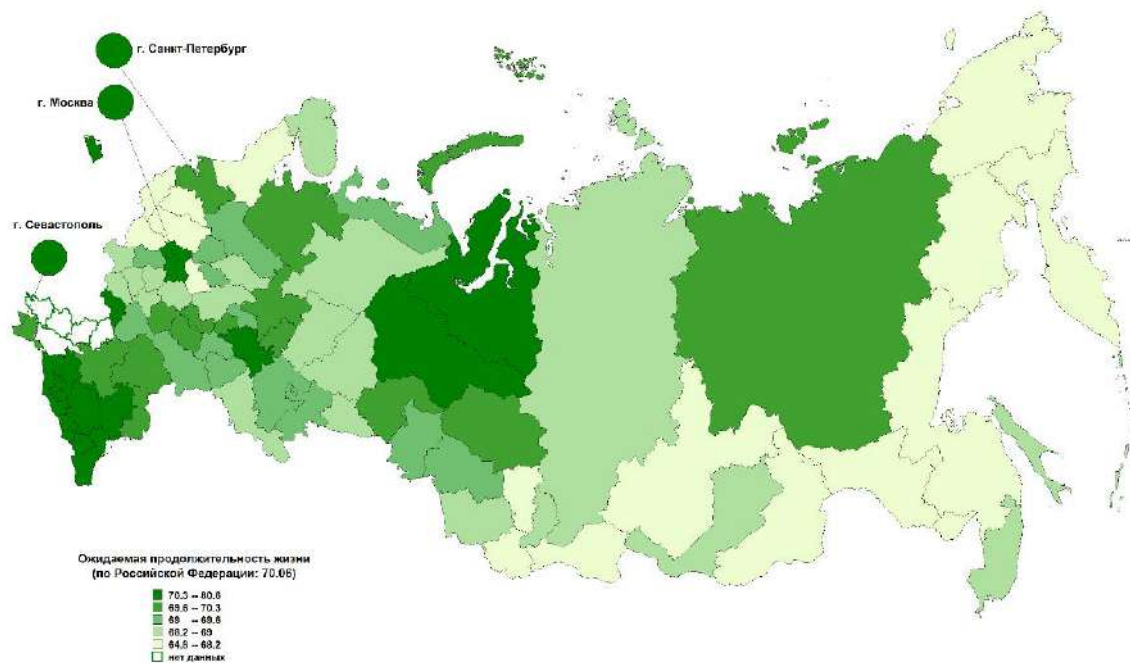 г. Санкт-Петербург
г. Москва
г. Севастополь
Ожидаемая продолжительность жизни
(по Российской Федерации: 70.06)
70.3 – 80.6
69.6 – 70.3
69 – 69.6
68.2 – 69
64.8 – 68.2
нет данных